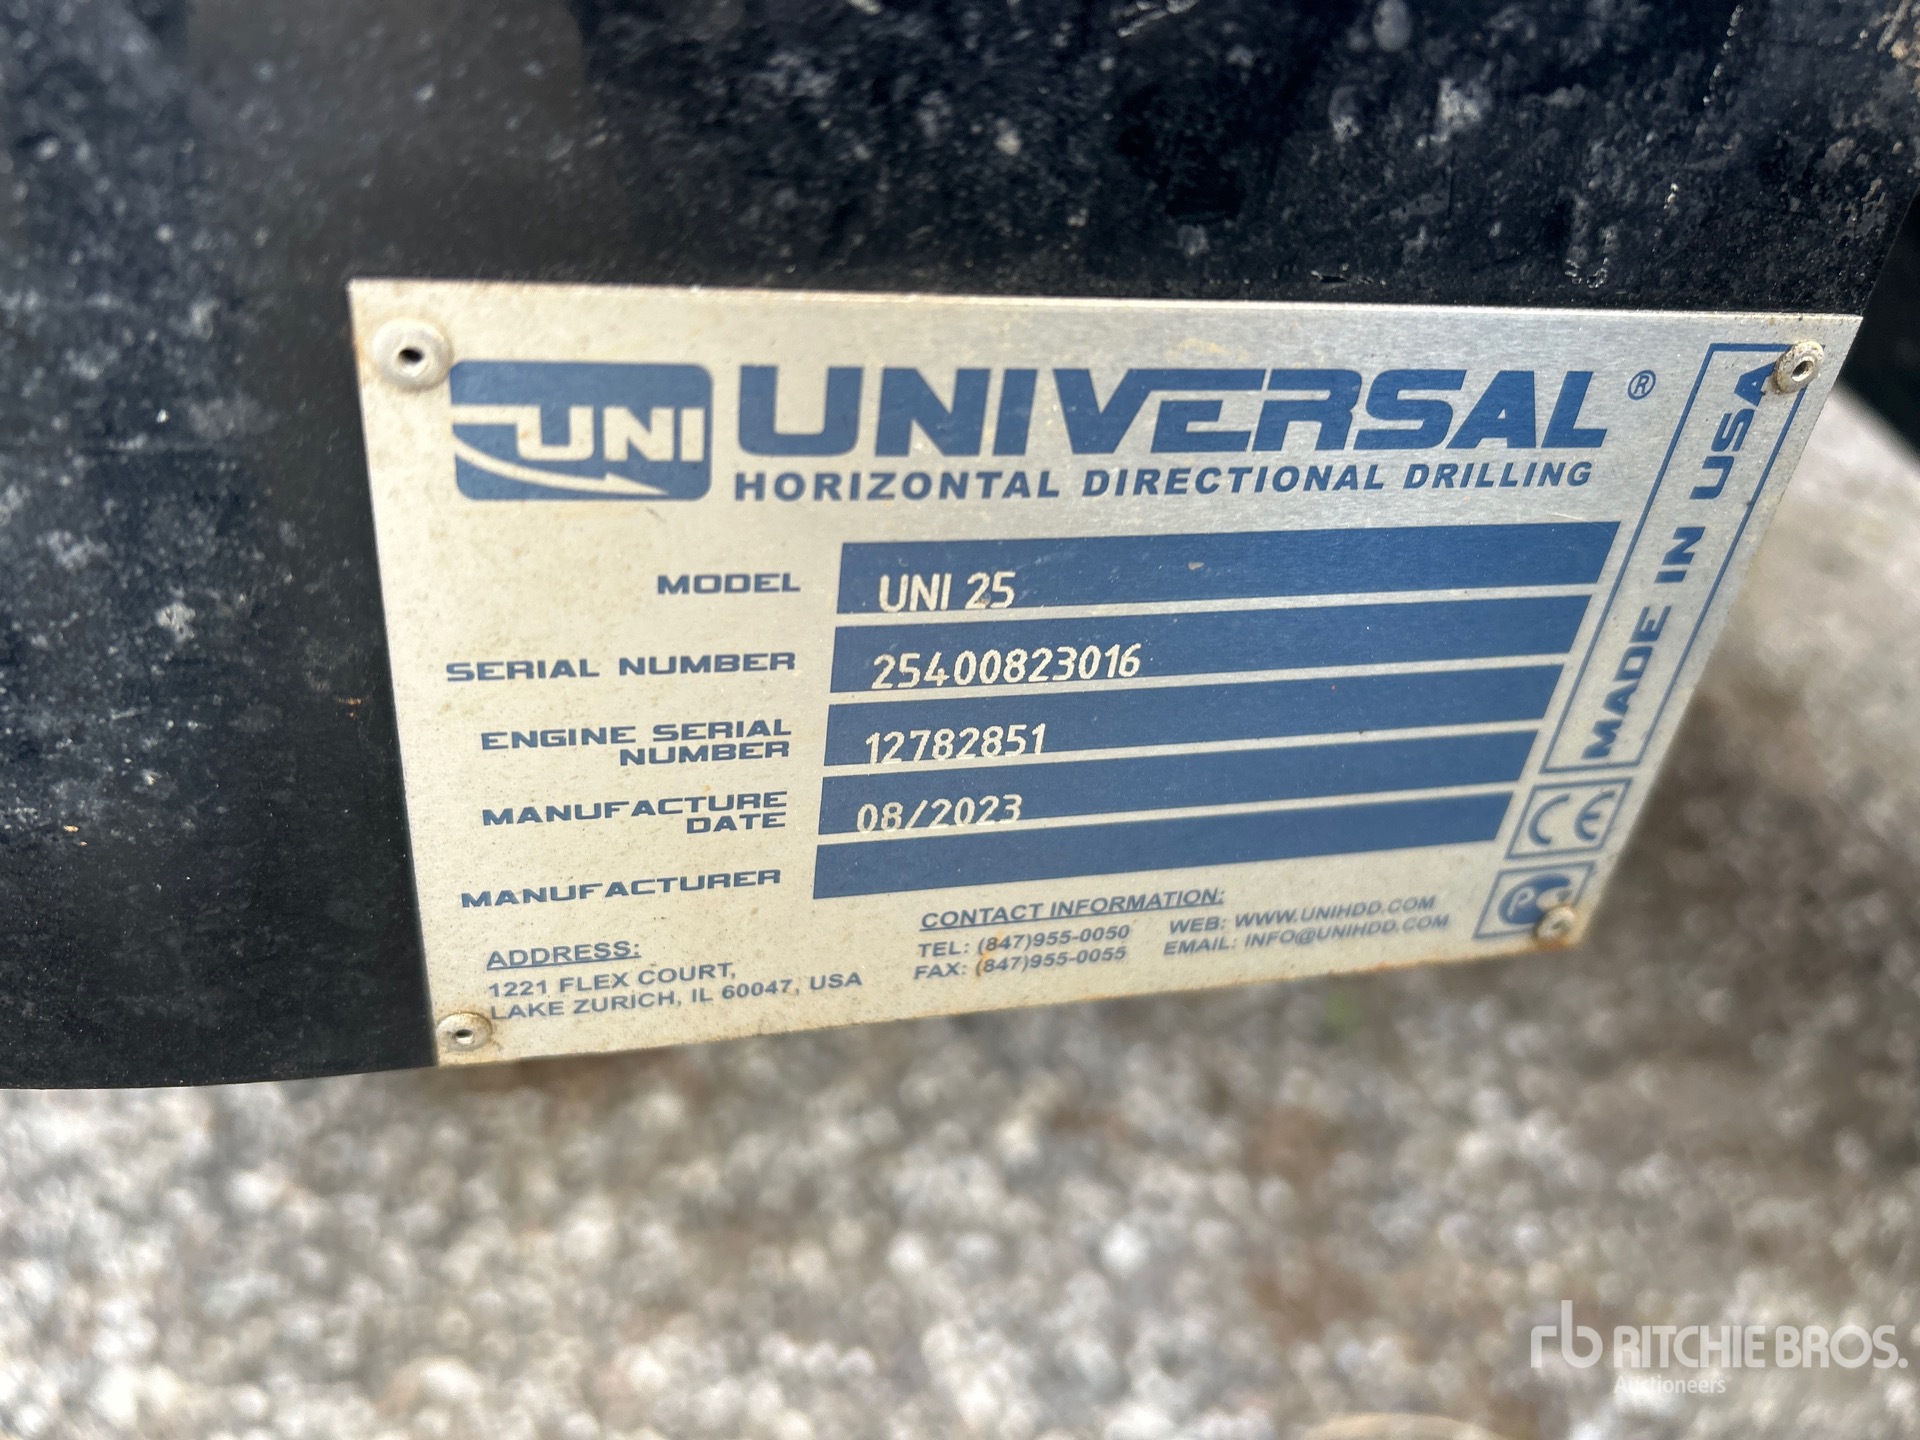 UNI UNIVERSAL ®
HORIZONTAL DIRECTIONAL DRILLING
MODEL UNI 25
SERIAL NUMBER 25400823016
ENGINE SERIAL
NUMBER 12782851
MANUFACTURE
DATE 08/2023
MANUFACTURER
ADDRESS:
1221 FLEX COURT,
LAKE ZURICH, IL 60047, USA
CONTACT INFORMATION:
TEL: (847)955-0050
FAX: (847)955-0055
WEB: WWW.UNIHDD.COM
EMAIL: INFO@UNIHDD.COM
MADE IN USA
CE
rb RITCHIE BROS.
Auctioneers